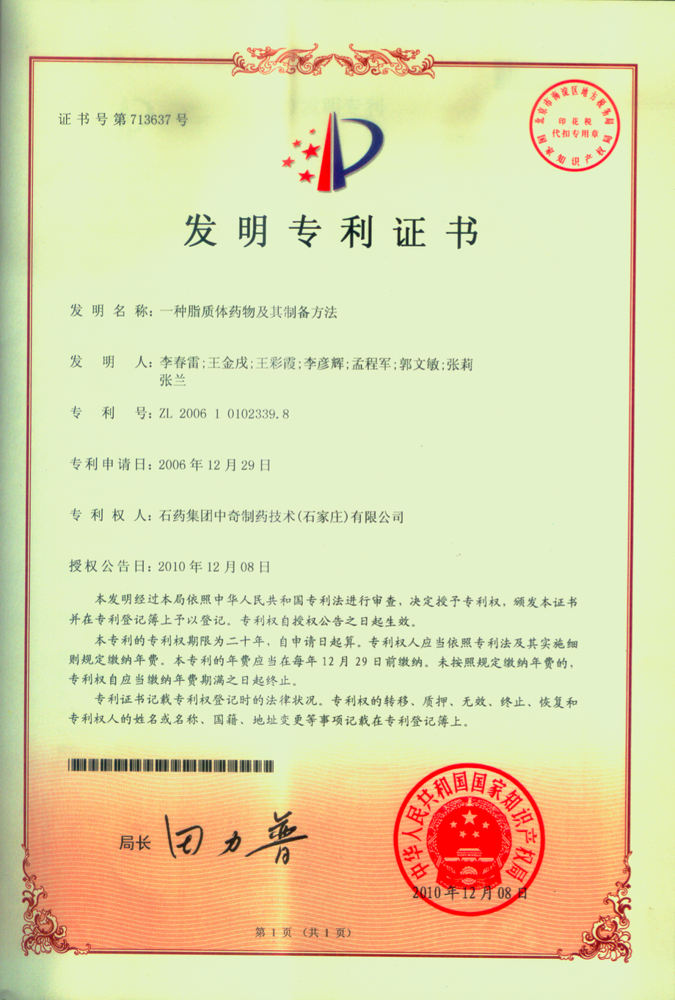 证书号第713637号
北京市海淀区地方税务局
印花税
代扣专用章
国家知识产权局
发明专利证书
发明名称：一种脂质体药物及其制备方法
发明人：李春雷;王金戌;王彩霞;李彦辉;孟程军;郭文敏;张莉
张兰
专利号：ZL 2006 1 0102339.8
专利申请日：2006年12月29日
专利权人：石药集团中奇制药技术(石家庄)有限公司
授权公告日：2010年12月08日
本发明经过本局依照中华人民共和国专利法进行审查，决定授予专利权，颁发本证书
并在专利登记簿上予以登记。专利权自授权公告之日起生效。
本专利的专利权期限为二十年，自申请日起算。专利权人应当依照专利法及其实施细
则规定缴纳年费。本专利的年费应当在每年12月29日前缴纳。未按照规定缴纳年费的，
专利权自应当缴纳年费期满之日起终止。
专利证书记载专利权登记时的法律状况。专利权的转移、质押、无效、终止、恢复和
专利权人的姓名或名称、国籍、地址变更等事项记载在专利登记簿上。
局长 田力普
中华人民共和国国家知识产权局
2010年12月08日
第1页（共1页）